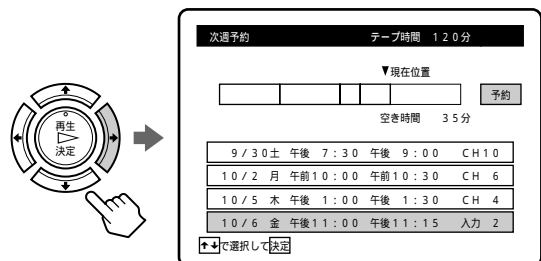 再生
決定
次週予約 テープ時間 120分
▼現在位置
予約
空き時間 35分
9/30土 午後 7:30 午後 9:00 CH10
10/2 月 午前10:00 午前10:30 CH 6
10/5 木 午後 1:00 午後 1:30 CH 4
10/6 金 午後11:00 午後11:15 入力 2
↑↓で選択して決定